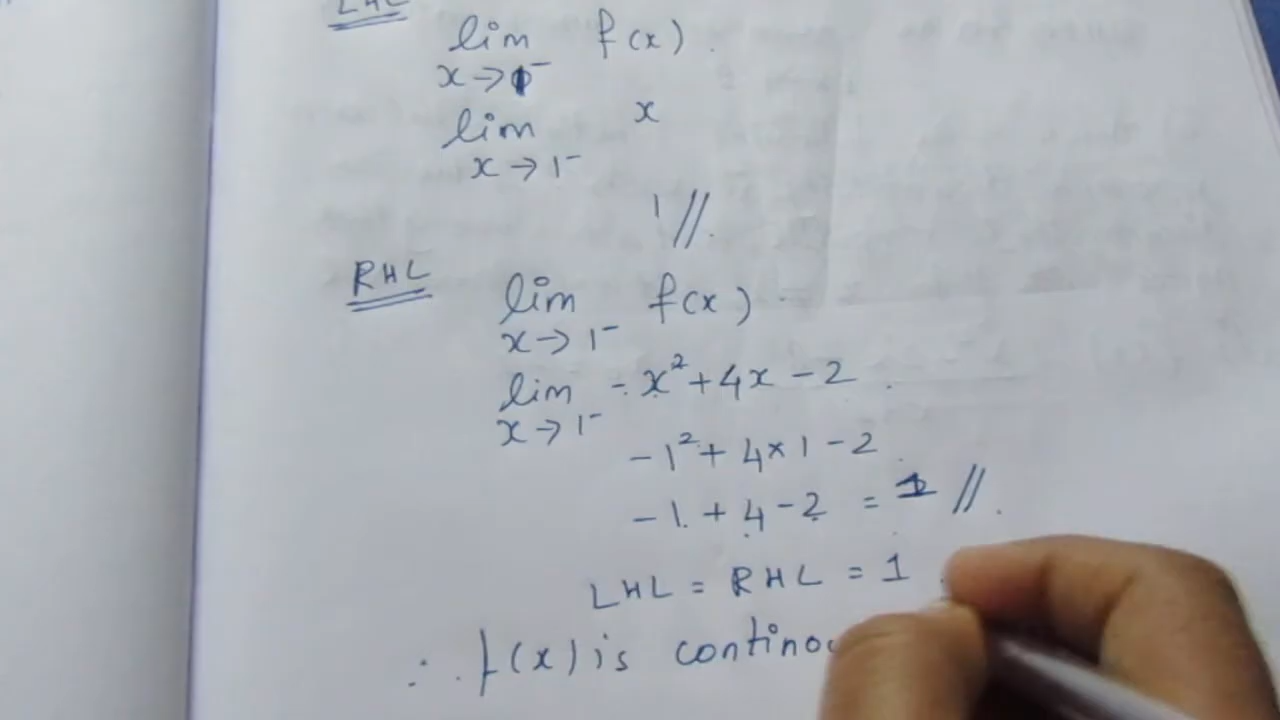 LHL
lim f(x).
x → 1⁻
lim x
x → 1⁻
1 //.
RHL
lim f(x)
x → 1⁻
lim -x²+4x-2.
x → 1⁻
-1²+4×1-2
-1+4-2 = 1 //.
LHL = RHL = 1
∴ f(x) is